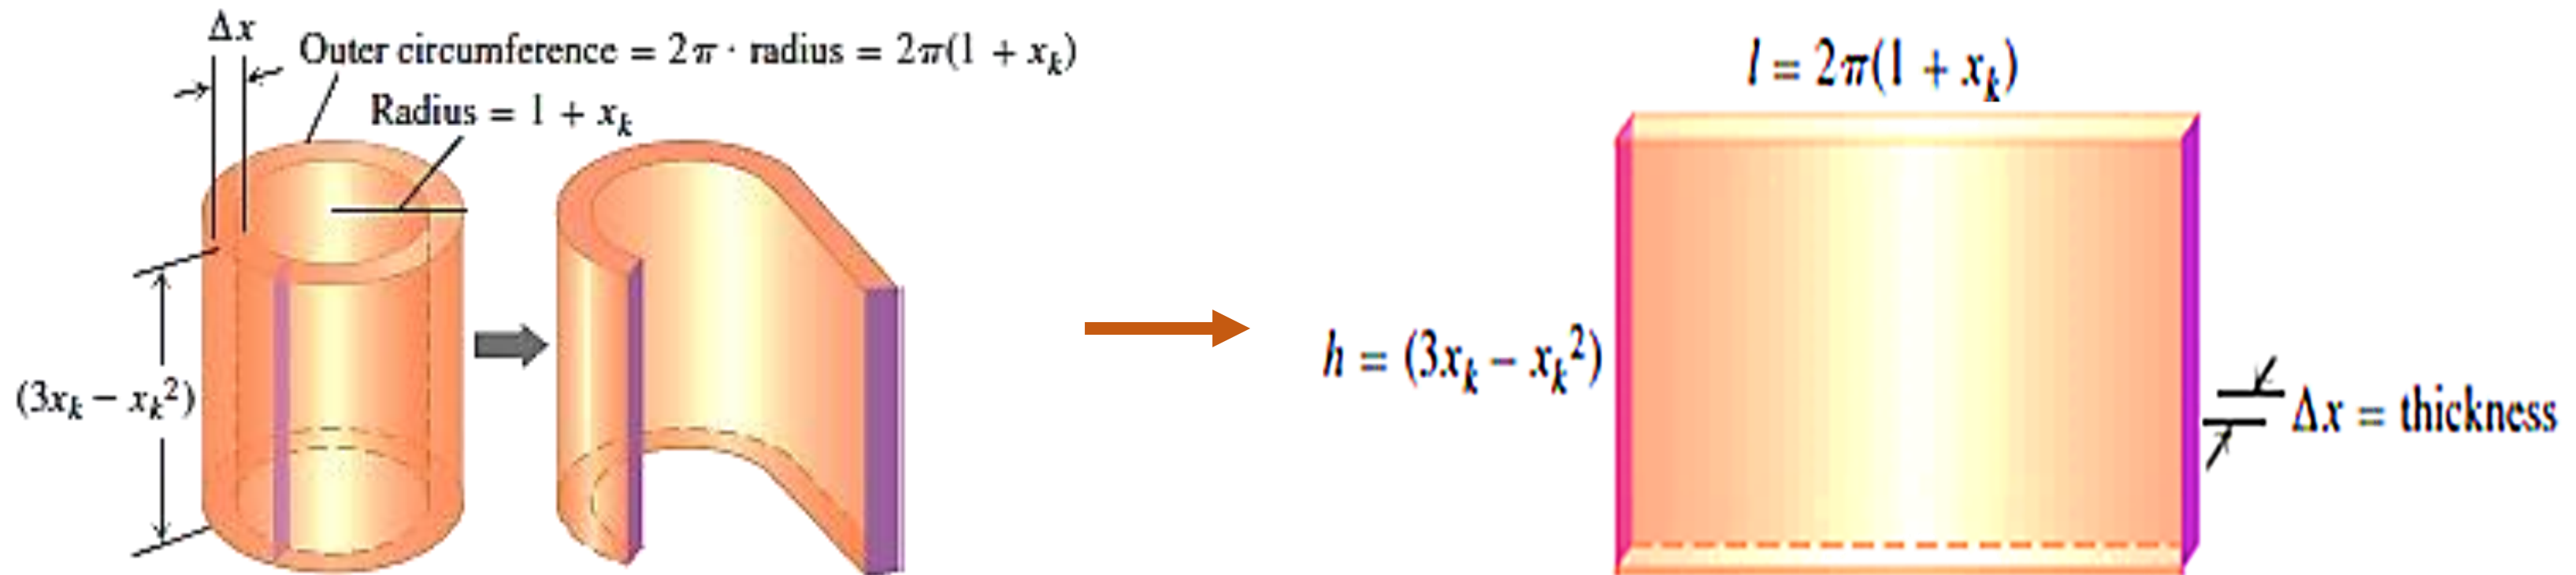 Δx
Outer circumference = 2π · radius = 2π(1 + xₖ)
Radius = 1 + xₖ
(3xₖ − xₖ²)
l = 2π(1 + xₖ)
h = (3xₖ − xₖ²)
Δx = thickness